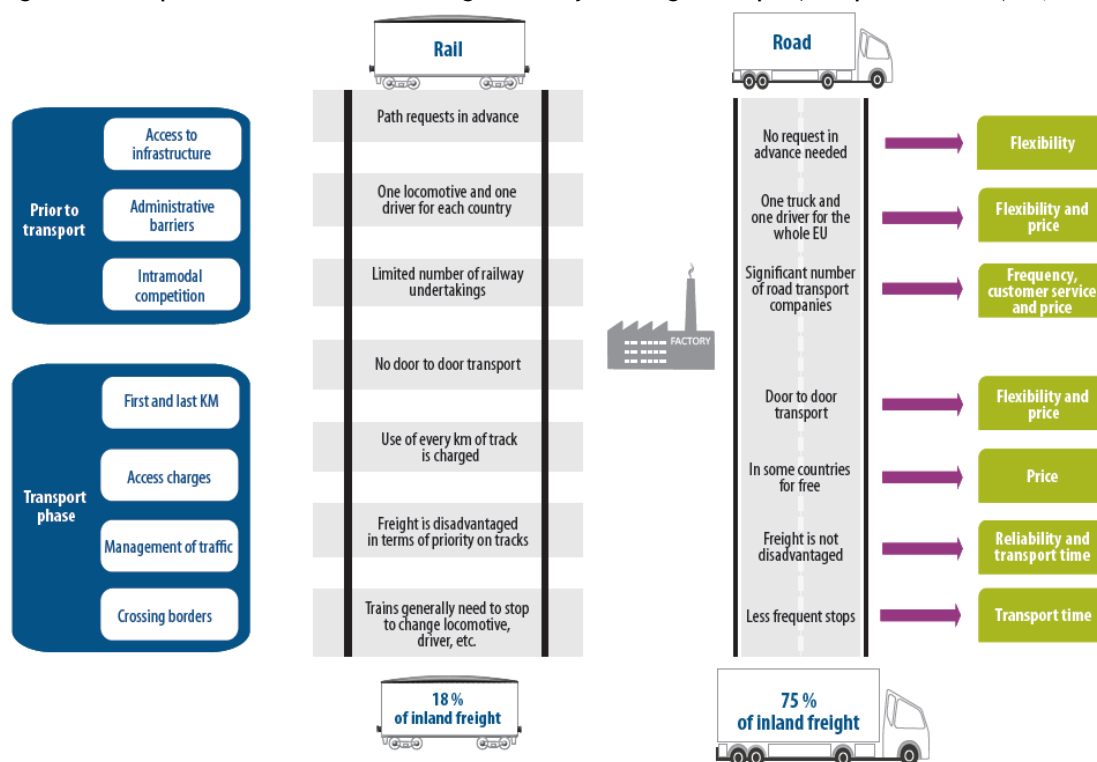 Rail
Road
Prior to
transport
Access to
infrastructure
Path requests in advance
No request in
advance needed
Flexibility
Administrative
barriers
One locomotive and one
driver for each country
One truck and
one driver for the
whole EU
Flexibility and
price
Intramodal
competition
Limited number of railway
undertakings
Significant number
of road transport
companies
Frequency,
customer service
and price
FACTORY
Transport
phase
First and last KM
No door to door transport
Door to door
transport
Flexibility and
price
Access charges
Use of every km of track
is charged
In some countries
for free
Price
Management of traffic
Freight is disadvantaged
in terms of priority on tracks
Freight is not
disadvantaged
Reliability and
transport time
Crossing borders
Trains generally need to stop
to change locomotive,
driver, etc.
Less frequent stops
Transport time
18 %
of inland freight
75 %
of inland freight